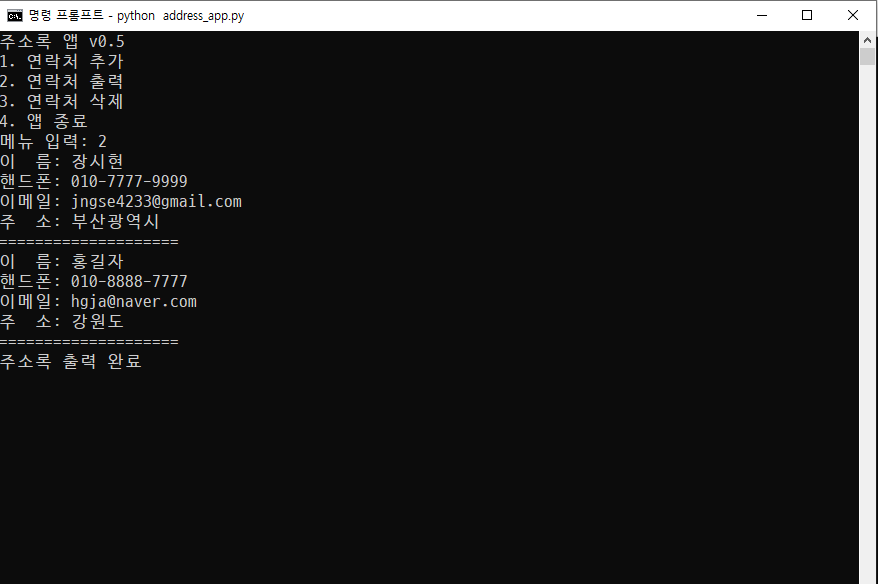 명령 프롬프트 - python  address_app.py
주소록 앱 v0.5
1. 연락처 추가
2. 연락처 출력
3. 연락처 삭제
4. 앱 종료
메뉴 입력: 2
이  름: 장시현
핸드폰: 010-7777-9999
이메일: jngse4233@gmail.com
주  소: 부산광역시
====================
이  름: 홍길자
핸드폰: 010-8888-7777
이메일: hgja@naver.com
주  소: 강원도
====================
주소록 출력 완료